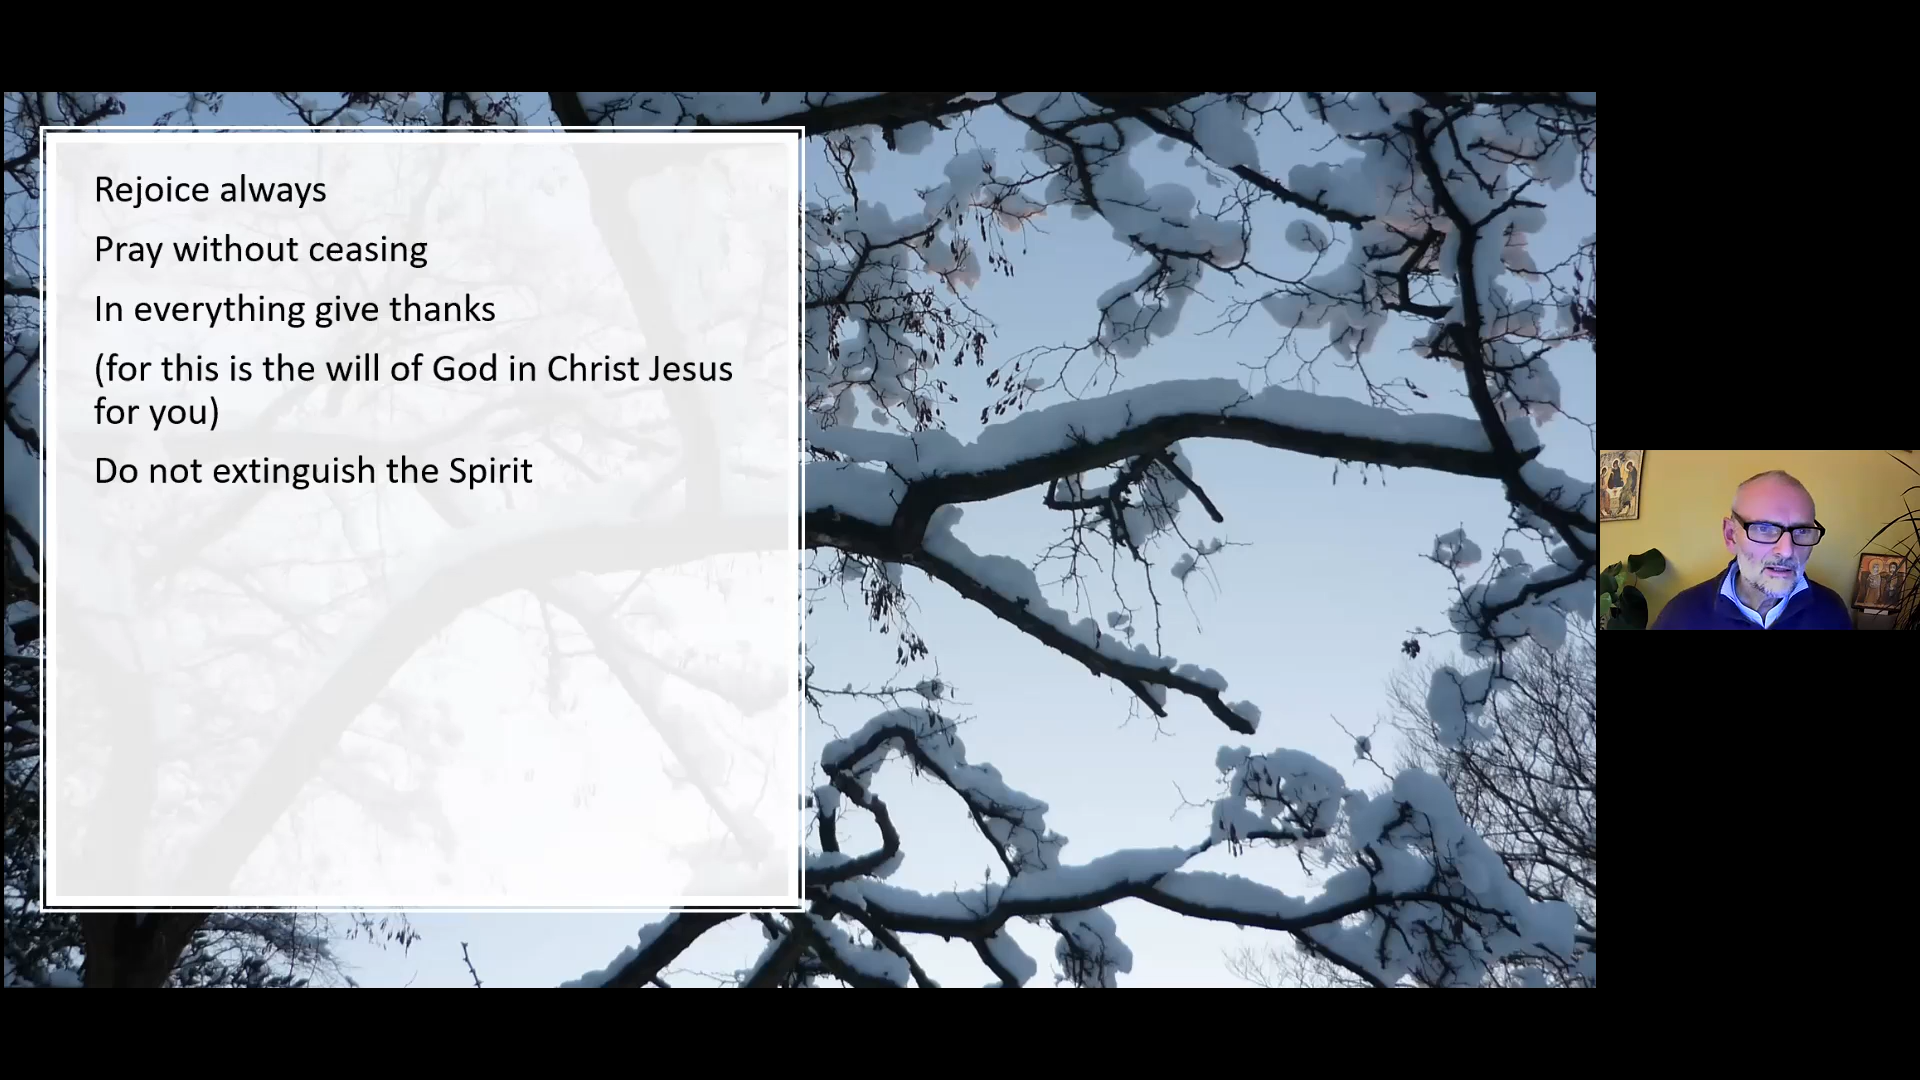 Rejoice always
Pray without ceasing
In everything give thanks
(for this is the will of God in Christ Jesus
for you)
Do not extinguish the Spirit